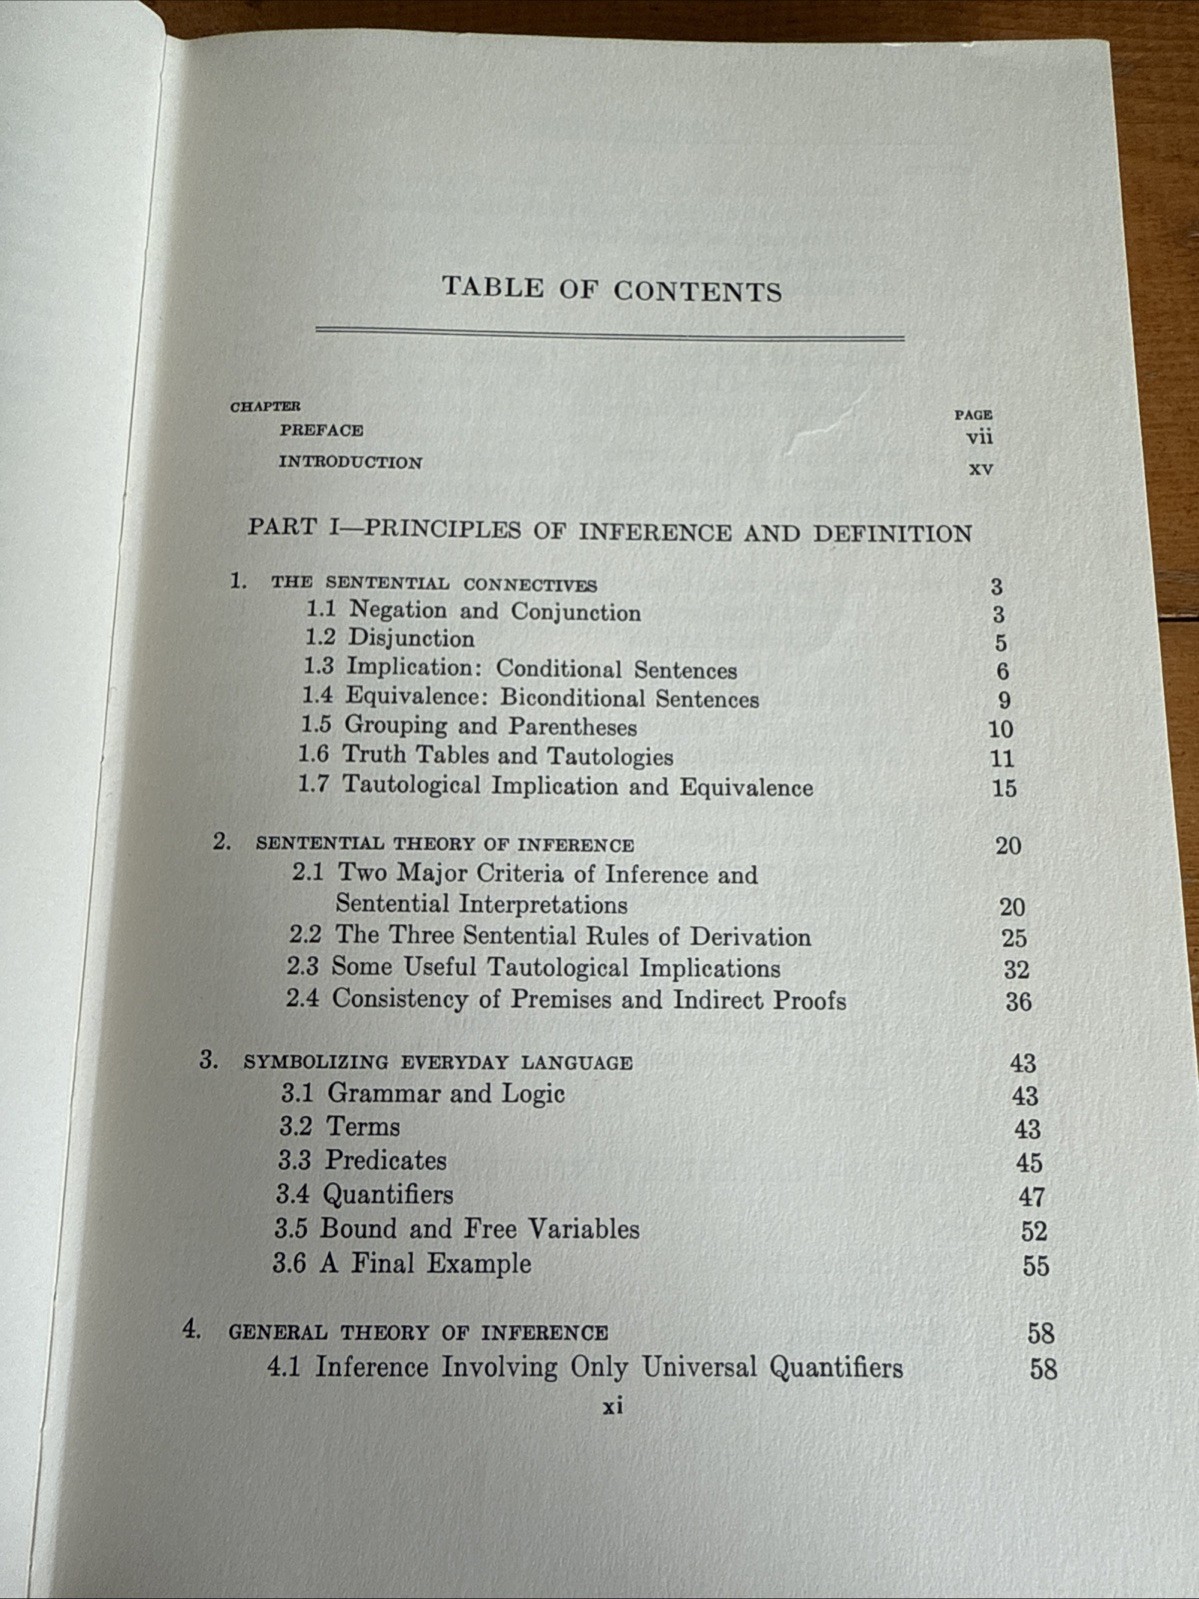 TABLE OF CONTENTS
CHAPTER PAGE
PREFACE vii
INTRODUCTION xv
PART I—PRINCIPLES OF INFERENCE AND DEFINITION
1. THE SENTENTIAL CONNECTIVES 3
1.1 Negation and Conjunction 3
1.2 Disjunction 5
1.3 Implication: Conditional Sentences 6
1.4 Equivalence: Biconditional Sentences 9
1.5 Grouping and Parentheses 10
1.6 Truth Tables and Tautologies 11
1.7 Tautological Implication and Equivalence 15
2. SENTENTIAL THEORY OF INFERENCE 20
2.1 Two Major Criteria of Inference and
Sentential Interpretations 20
2.2 The Three Sentential Rules of Derivation 25
2.3 Some Useful Tautological Implications 32
2.4 Consistency of Premises and Indirect Proofs 36
3. SYMBOLIZING EVERYDAY LANGUAGE 43
3.1 Grammar and Logic 43
3.2 Terms 43
3.3 Predicates 45
3.4 Quantifiers 47
3.5 Bound and Free Variables 52
3.6 A Final Example 55
4. GENERAL THEORY OF INFERENCE 58
4.1 Inference Involving Only Universal Quantifiers 58
xi